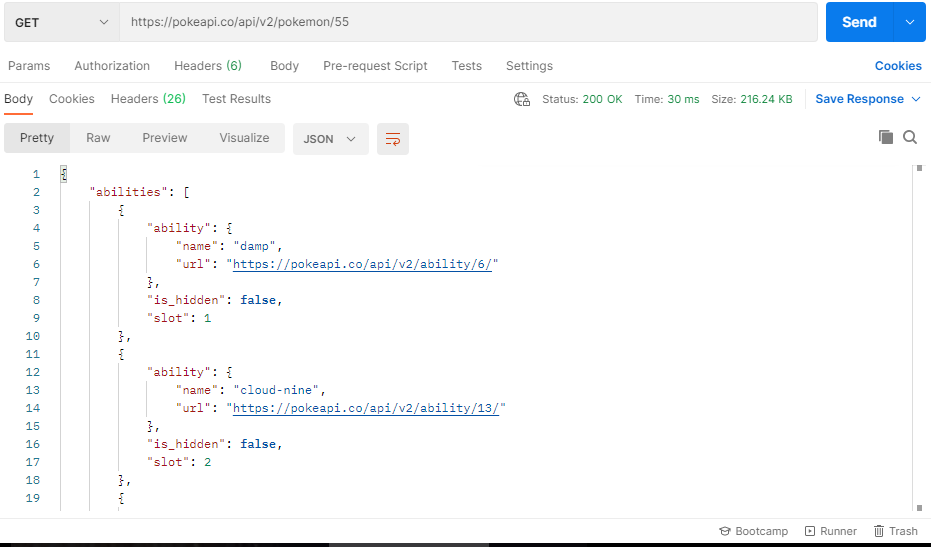 GET https://pokeapi.co/api/v2/pokemon/55 Send
Params Authorization Headers (6) Body Pre-request Script Tests Settings Cookies
Body Cookies Headers (26) Test Results Status: 200 OK Time: 30 ms Size: 216.24 KB Save Response
Pretty Raw Preview Visualize JSON
1 {
2 "abilities": [
3 {
4 "ability": {
5 "name": "damp",
6 "url": "https://pokeapi.co/api/v2/ability/6/"
7 },
8 "is_hidden": false,
9 "slot": 1
10 },
11 {
12 "ability": {
13 "name": "cloud-nine",
14 "url": "https://pokeapi.co/api/v2/ability/13/"
15 },
16 "is_hidden": false,
17 "slot": 2
18 },
19 {
Bootcamp Runner Trash